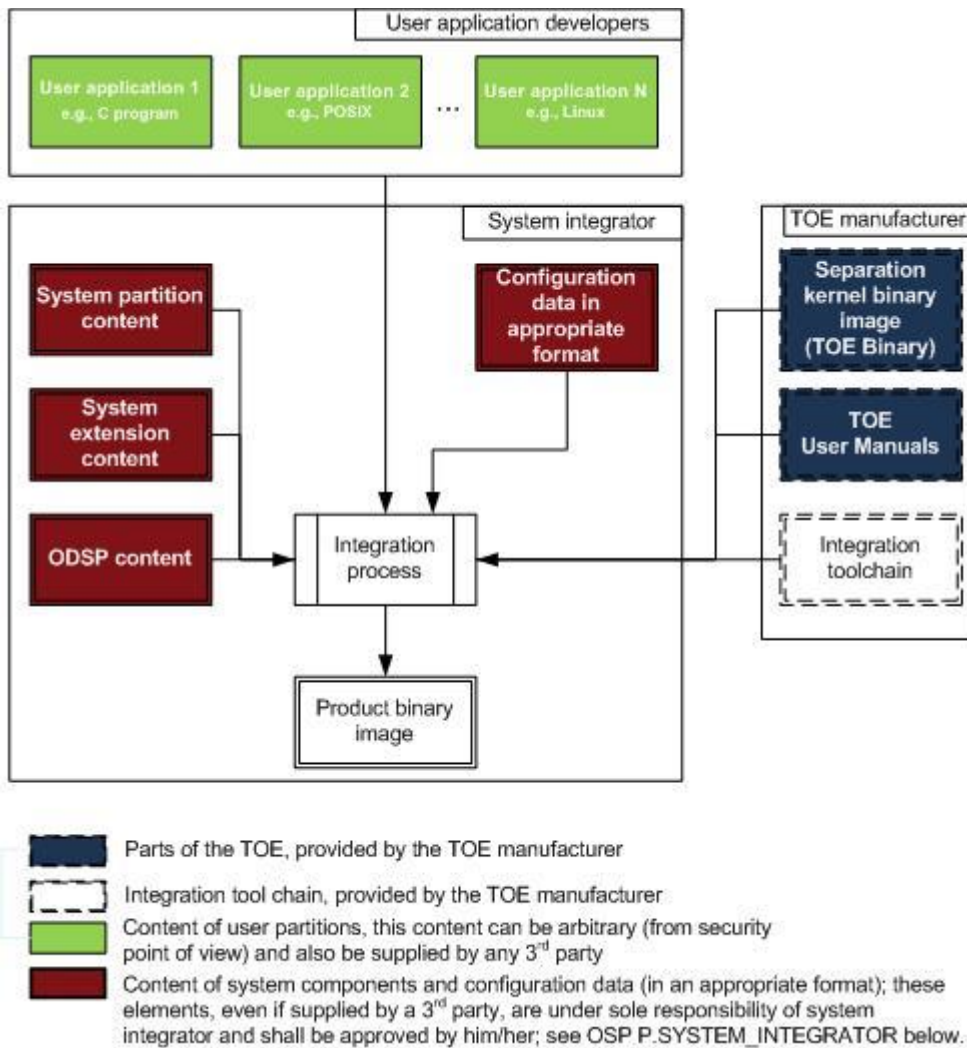 User application developers
User application 1
e.g., C program
User application 2
e.g., POSIX
...
User application N
e.g., Linux
System integrator
TOE manufacturer
System partition
content
Configuration
data in
appropriate
format
Separation
kernel binary
image
(TOE Binary)
System
extension
content
TOE
User Manuals
ODSP content
Integration
process
Integration
toolchain
Product binary
image
Parts of the TOE, provided by the TOE manufacturer
Integration tool chain, provided by the TOE manufacturer
Content of user partitions, this content can be arbitrary (from security
point of view) and also be supplied by any 3rd party
Content of system components and configuration data (in an appropriate format); these
elements, even if supplied by a 3rd party, are under sole responsibility of system
integrator and shall be approved by him/her; see OSP P.SYSTEM_INTEGRATOR below.